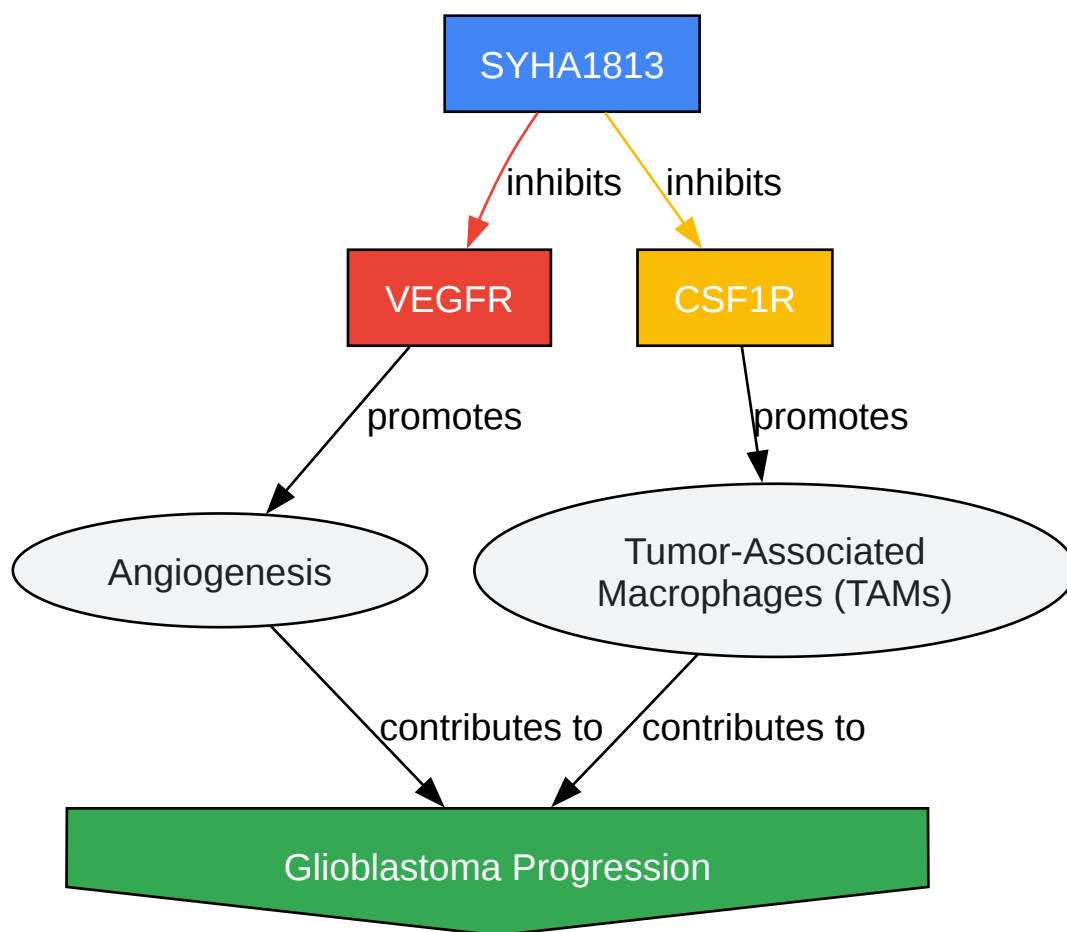 SYHA1813
inhibits
inhibits
VEGFR
CSF1R
promotes
promotes
Angiogenesis
Tumor-Associated
Macrophages (TAMs)
contributes to
contributes to
Glioblastoma Progression